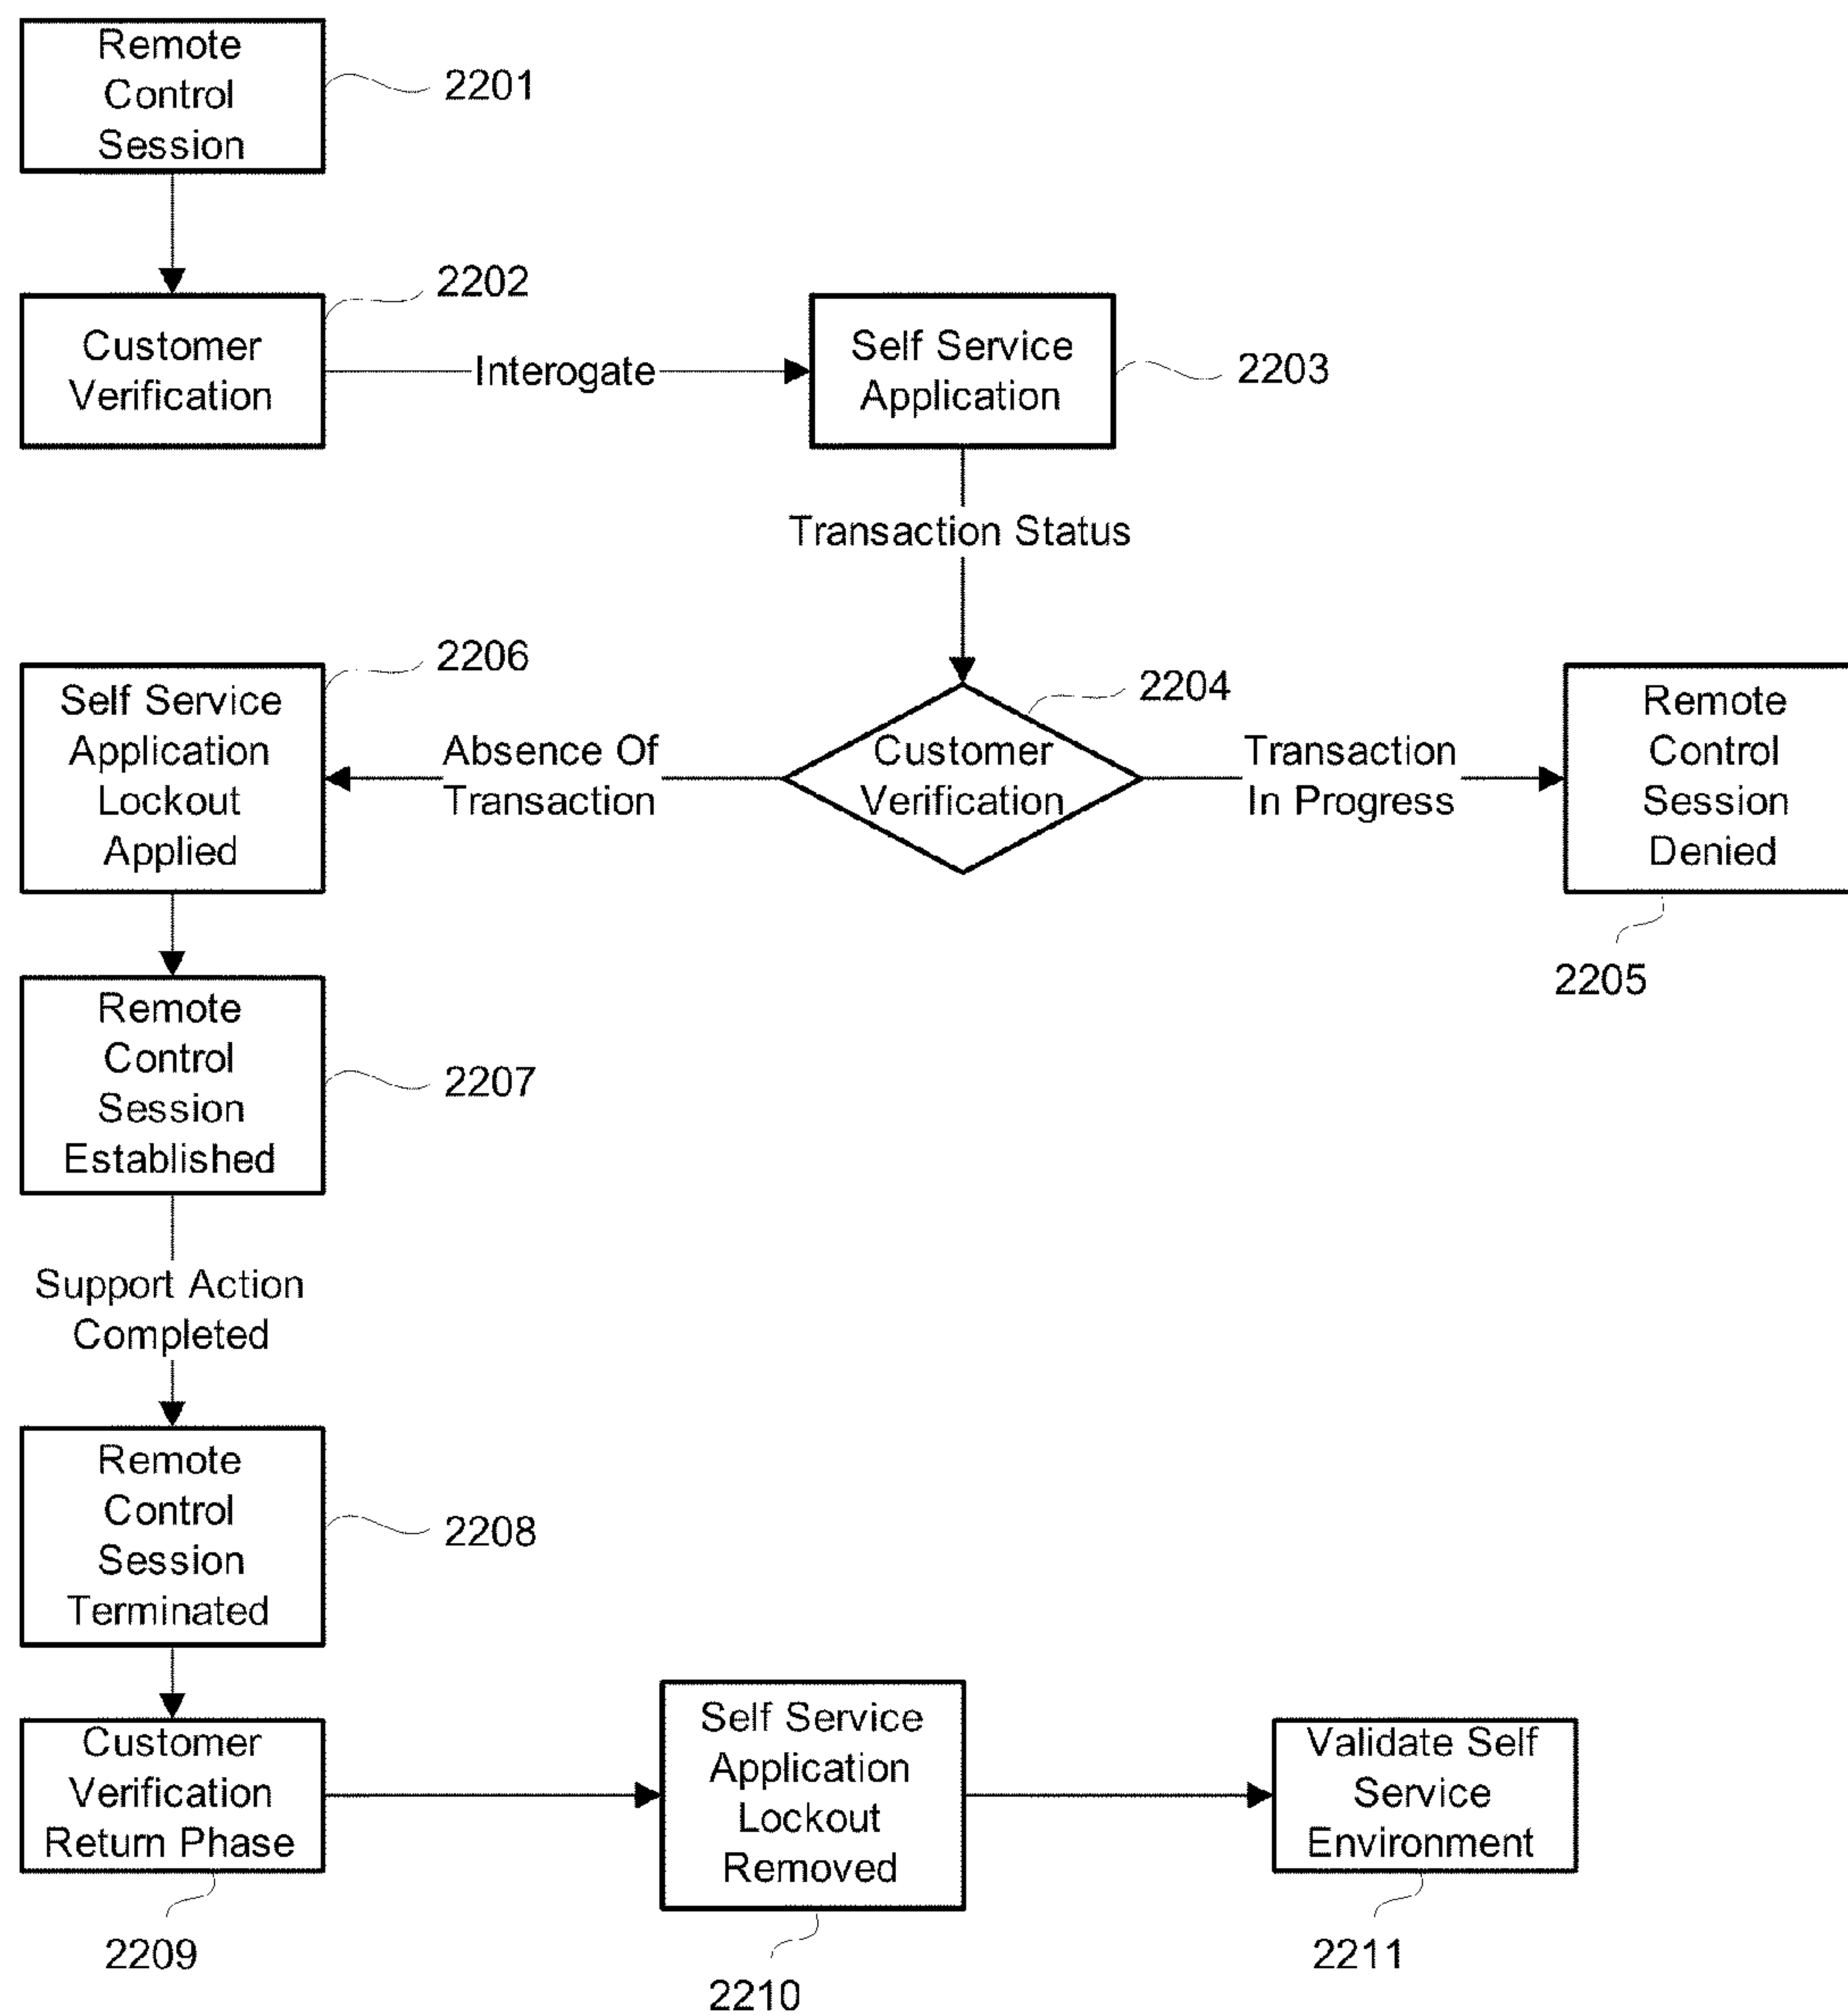 Remote
Control
Session
2201
2202
Customer
Verification
Interogate
Self Service
Application
2203
Transaction Status
2206
Self Service
Application
Lockout
Applied
Absence Of
Transaction
2204
Customer
Verification
Transaction
In Progress
Remote
Control
Session
Denied
2205
Remote
Control
Session
Established
2207
Support Action
Completed
Remote
Control
Session
Terminated
2208
Customer
Verification
Return Phase
2209
Self Service
Application
Lockout
Removed
2210
Validate Self
Service
Environment
2211